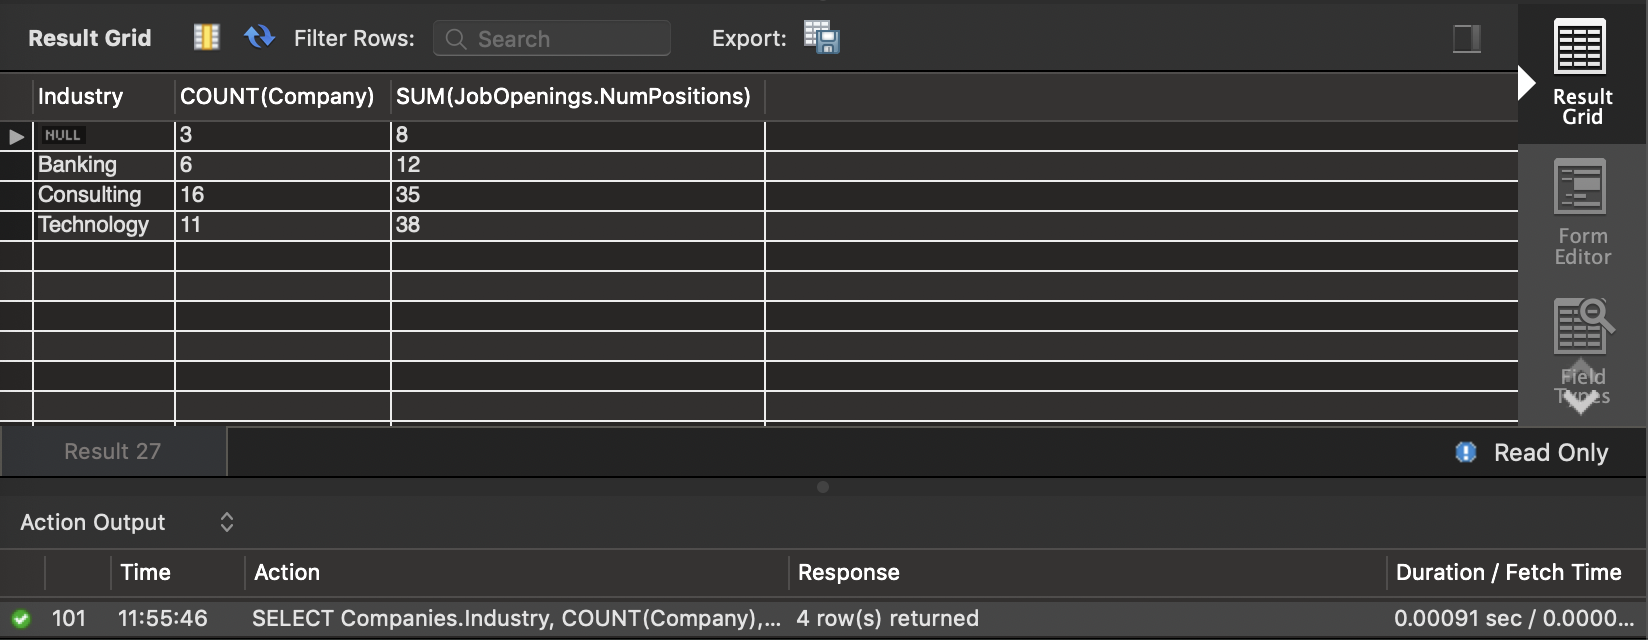 Result Grid Filter Rows: Search Export:
Industry COUNT(Company) SUM(JobOpenings.NumPositions)
NULL 3 8
Banking 6 12
Consulting 16 35
Technology 11 38
Result
Grid
Form
Editor
Field
Types
Result 27 Read Only
Action Output
Time Action Response Duration / Fetch Time
101 11:55:46 SELECT Companies.Industry, COUNT(Company),... 4 row(s) returned 0.00091 sec / 0.0000...